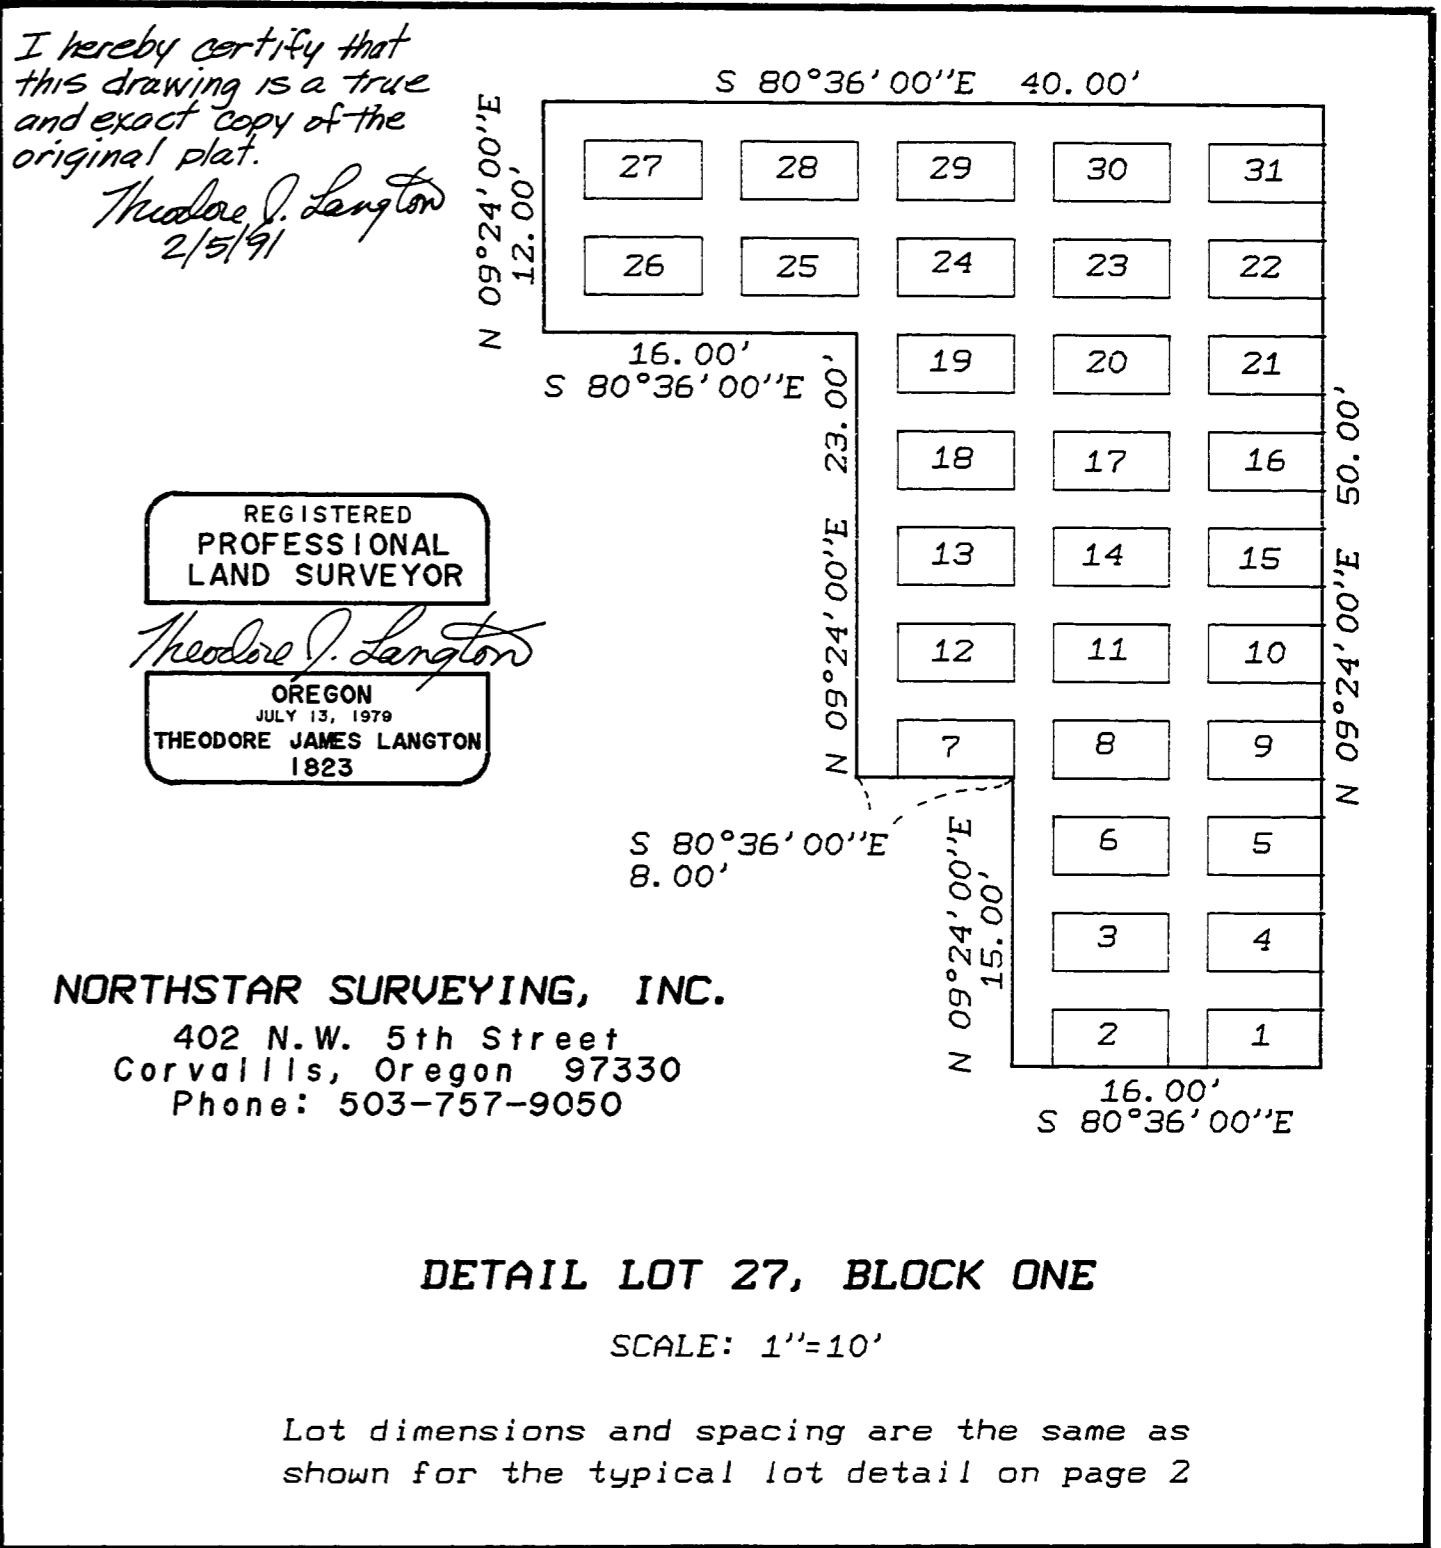 I hereby certify that
this drawing is a true
and exact copy of the
original plat.
Theodore J. Langton
2/5/91
S 80°36'00"E 40.00'
N 09°24'00"E
12.00'
27 28 29 30 31
26 25 24 23 22
16.00'
S 80°36'00"E
19 20 21
18 17 16
13 14 15
12 11 10
7 8 9
6 5
3 4
2 1
N 09°24'00"E 23.00'
N 09°24'00"E 50.00'
S 80°36'00"E
8.00'
N 09°24'00"E
15.00'
16.00'
S 80°36'00"E
REGISTERED
PROFESSIONAL
LAND SURVEYOR
Theodore J. Langton
OREGON
JULY 13, 1979
THEODORE JAMES LANGTON
1823
NORTHSTAR SURVEYING, INC.
402 N.W. 5th Street
Corvallis, Oregon 97330
Phone: 503-757-9050
DETAIL LOT 27, BLOCK ONE
SCALE: 1"=10'
Lot dimensions and spacing are the same as
shown for the typical lot detail on page 2